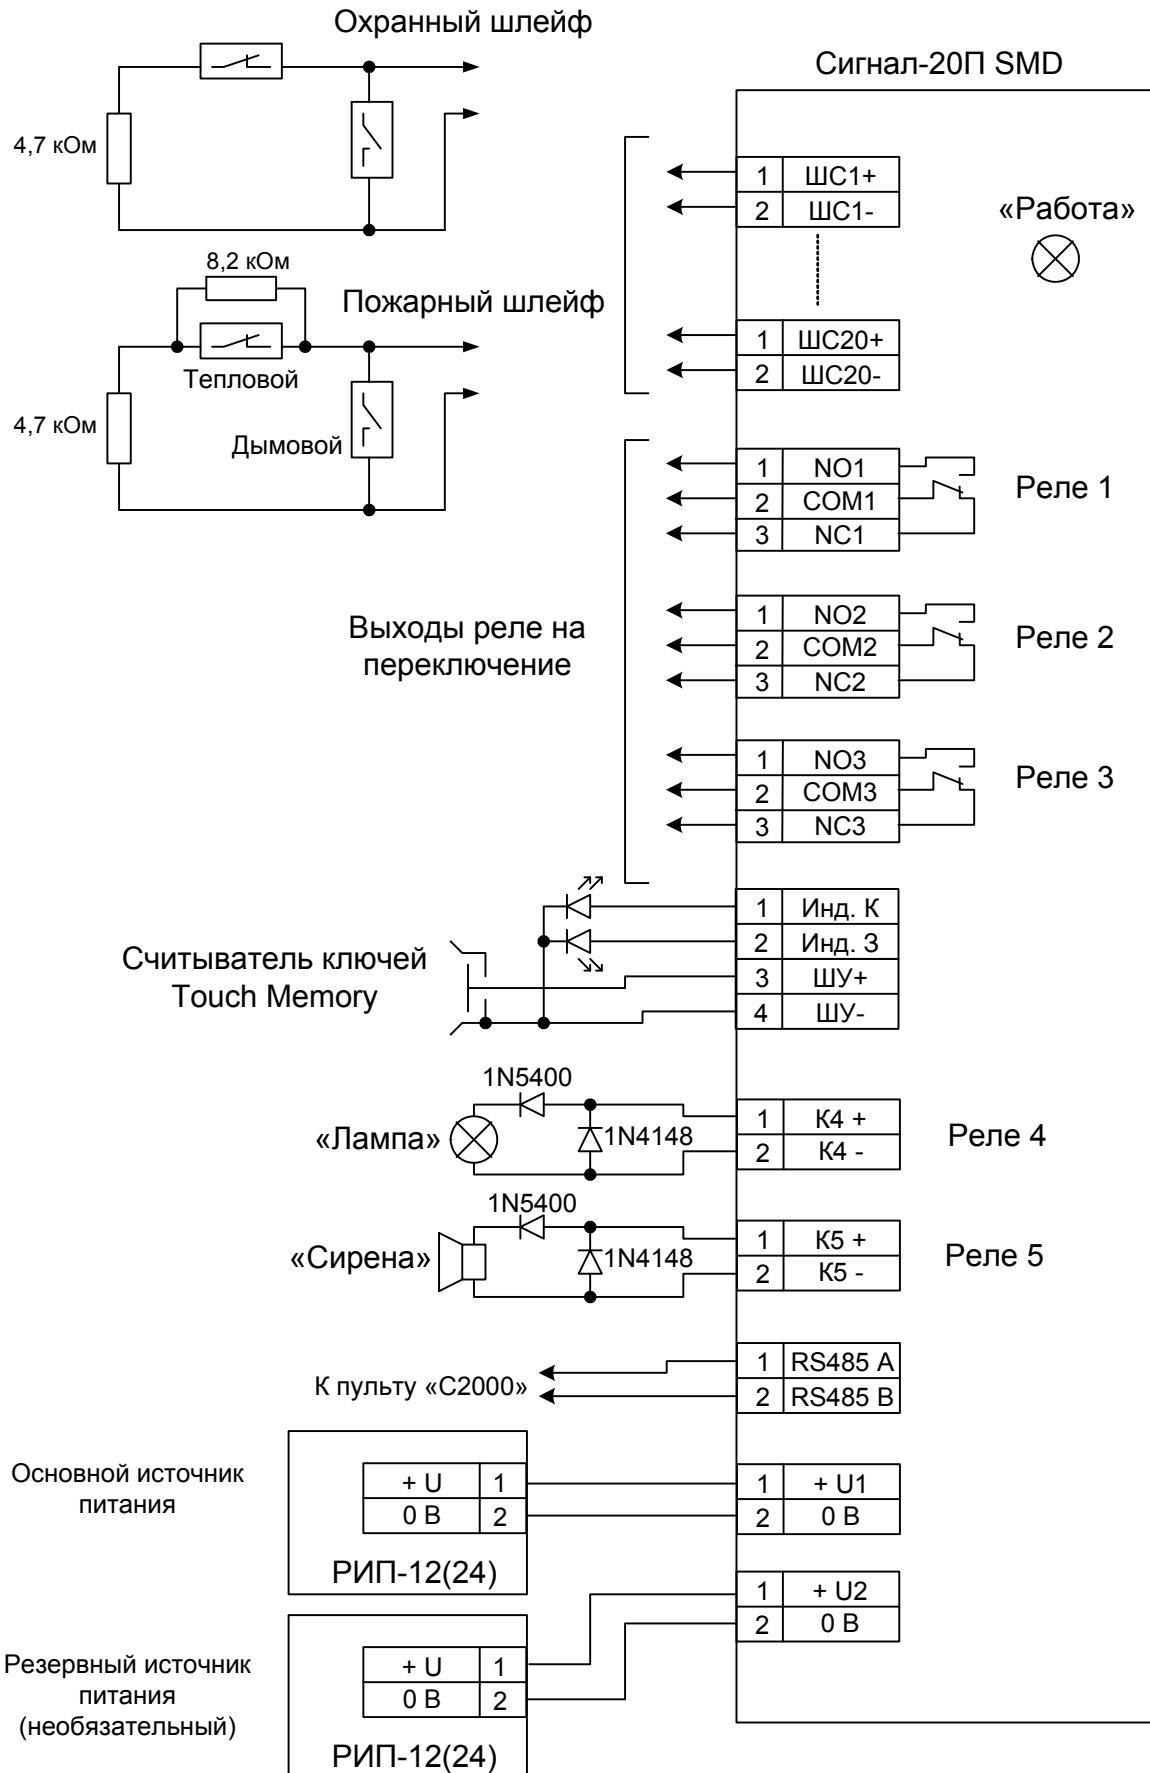 Охранный шлейф
4,7 кОм
8,2 кОм
Пожарный шлейф
Тепловой
4,7 кОм
Дымовой
Сигнал-20П SMD
1 ШС1+
2 ШС1-
«Работа»
1 ШС20+
2 ШС20-
1 NO1
2 COM1
3 NC1
Реле 1
Выходы реле на
переключение
1 NO2
2 COM2
3 NC2
Реле 2
1 NO3
2 COM3
3 NC3
Реле 3
Считыватель ключей
Touch Memory
1 Инд. К
2 Инд. З
3 ШУ+
4 ШУ-
1N5400
«Лампа»
1N4148
1 К4 +
2 К4 -
Реле 4
1N5400
«Сирена»
1N4148
1 К5 +
2 К5 -
Реле 5
К пульту «С2000»
1 RS485 A
2 RS485 B
Основной источник
питания
+ U 1
0 В 2
РИП-12(24)
1 + U1
2 0 В
1 + U2
2 0 В
Резервный источник
питания
(необязательный)
+ U 1
0 В 2
РИП-12(24)